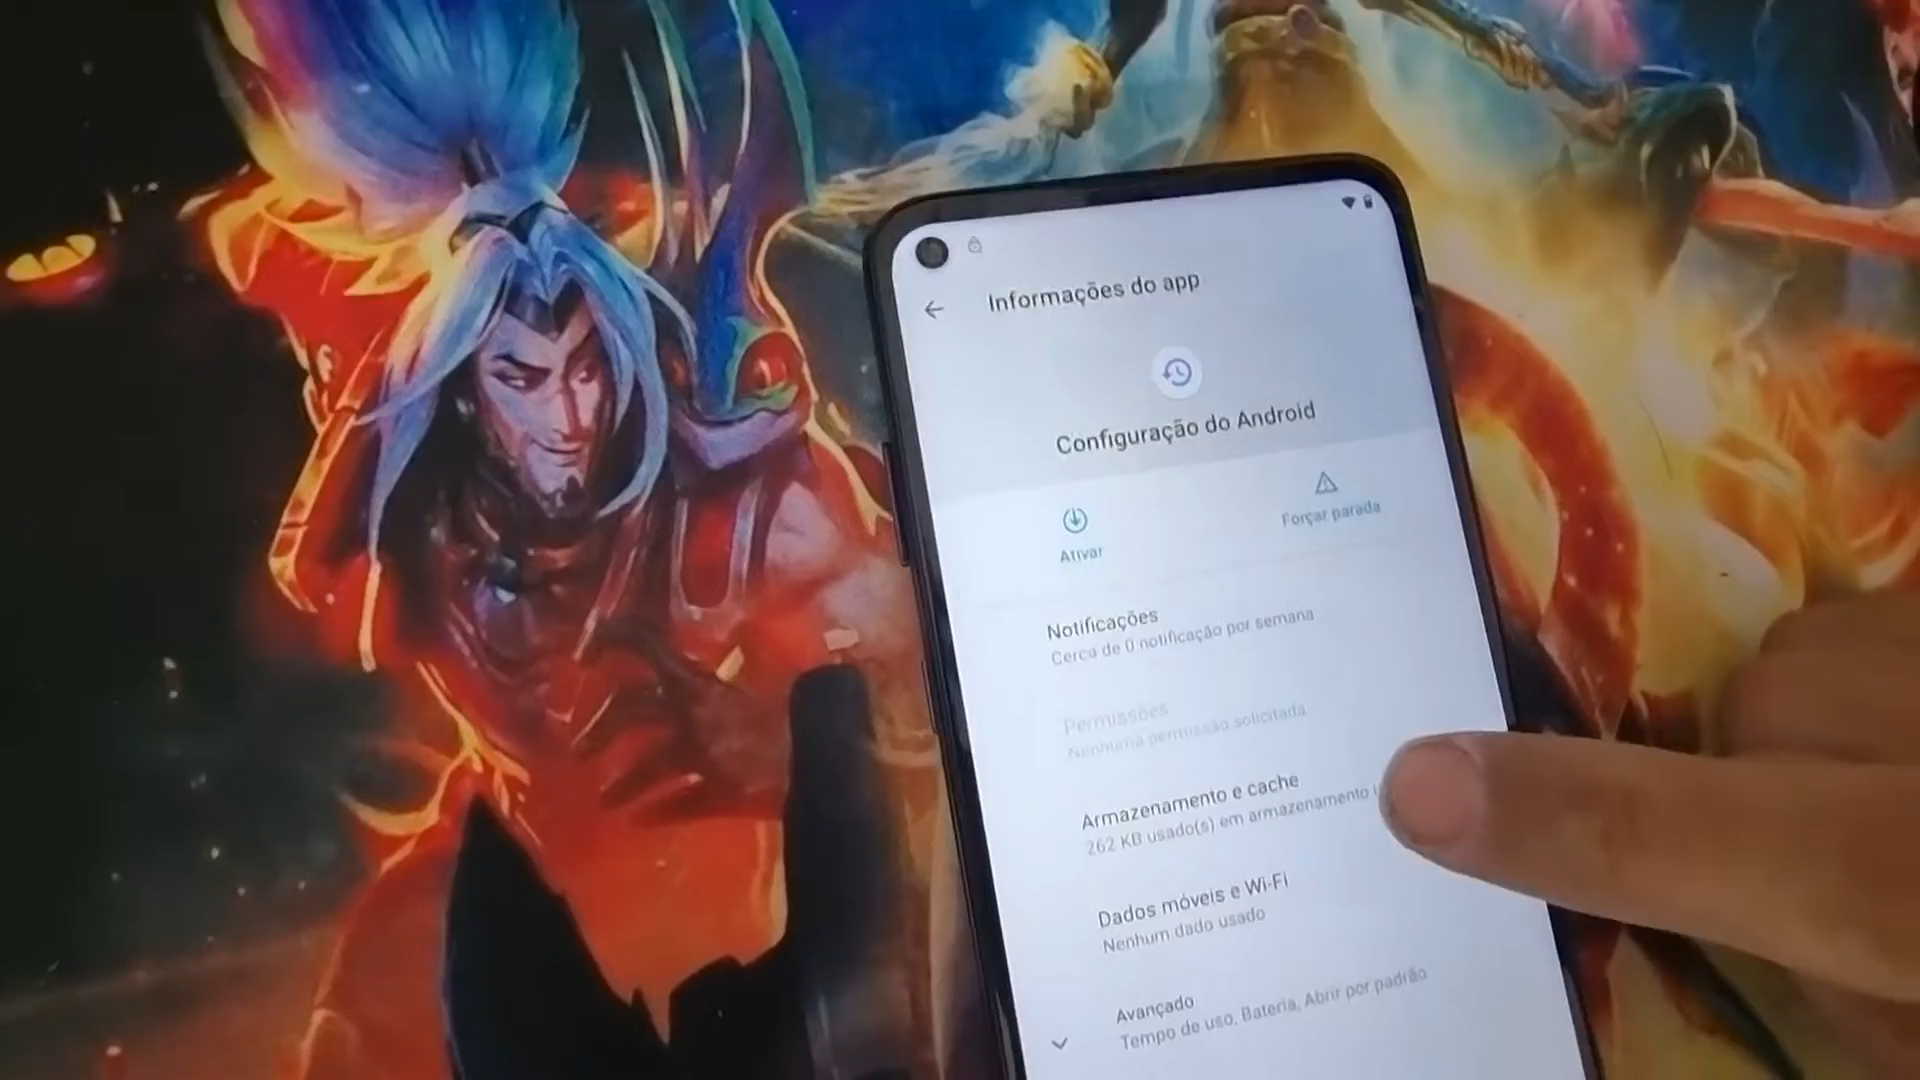 Informações do app
Configuração do Android
Ativar
Forçar parada
Notificações
Cerca de 0 notificação por semana
Permissões
Nenhuma permissão solicitada
Armazenamento e cache
262 KB usado(s) em armazenamento
Dados móveis e Wi-Fi
Nenhum dado usado
Avançado
Tempo de uso, Bateria, Abrir por padrão